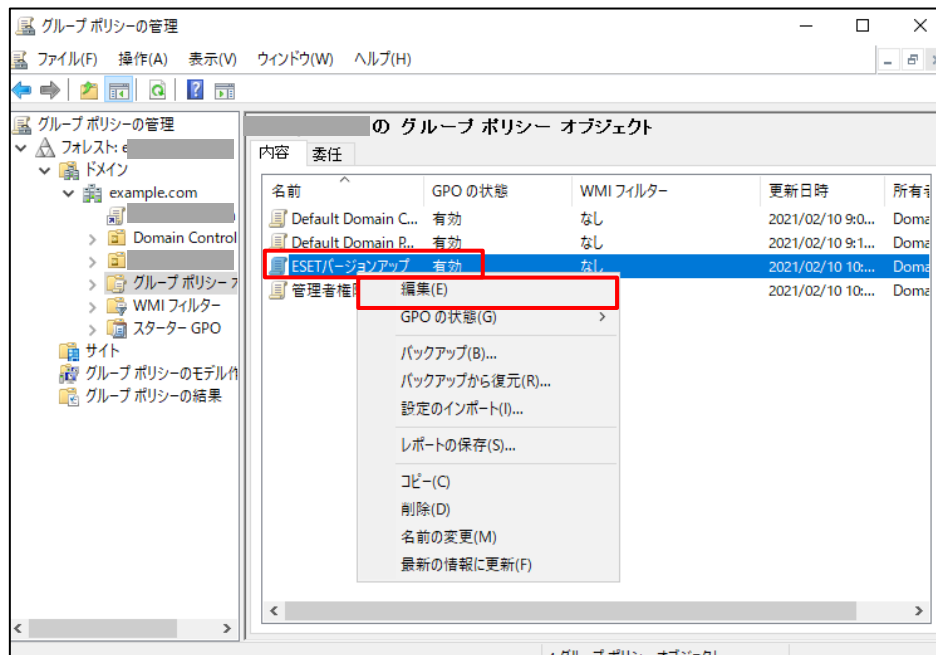 グループ ポリシーの管理
ファイル(F) 操作(A) 表示(V) ウィンドウ(W) ヘルプ(H)
グループ ポリシーの管理
フォレスト: e
ドメイン
example.com
Domain Control
グループ ポリシー
WMI フィルター
スターター GPO
サイト
グループ ポリシーのモデル作
グループ ポリシーの結果
の グループ ポリシー オブジェクト
内容 委任
名前 GPO の状態 WMI フィルター 更新日時 所有者
Default Domain C... 有効 なし 2021/02/10 9:0... Doma
Default Domain P... 有効 なし 2021/02/10 9:1... Doma
ESETバージョンアップ 有効 なし 2021/02/10 10:... Doma
管理者権 2021/02/10 10:... Doma
編集(E)
GPO の状態(G)
バックアップ(B)...
バックアップから復元(R)...
設定のインポート(I)...
レポートの保存(S)...
コピー(C)
削除(D)
名前の変更(M)
最新の情報に更新(F)